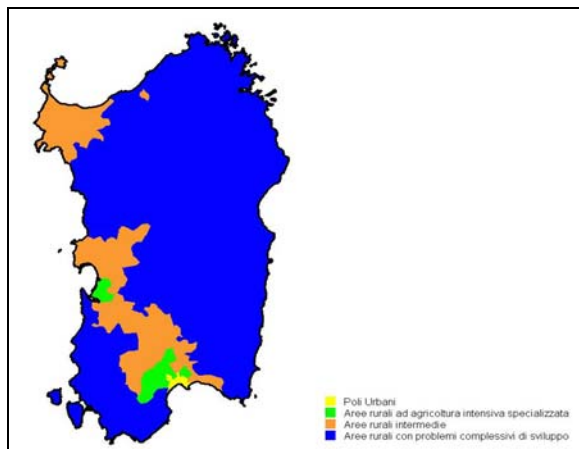 Poli Urbani
Aree rurali ad agricoltura intensiva specializzata
Aree rurali intermedie
Aree rurali con problemi complessivi di sviluppo